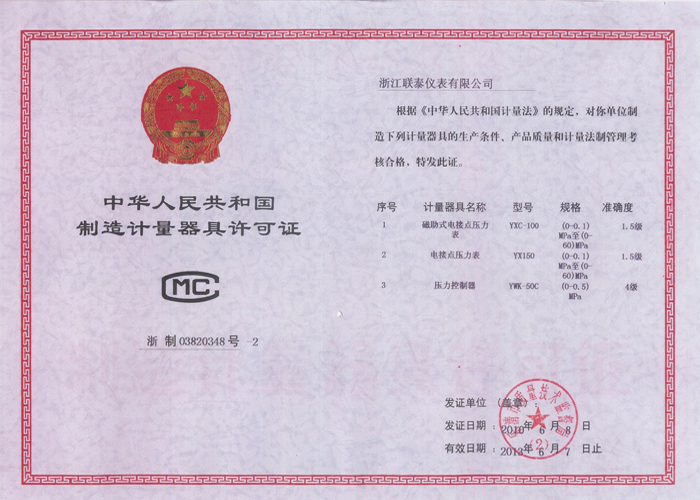 中华人民共和国
制造计量器具许可证
CMC
浙 制 03820348 号 -2
浙江联泰仪表有限公司
根据《中华人民共和国计量法》的规定，对你单位制
造下列计量器具的生产条件、产品质量和计量法制管理考
核合格，特发此证。
序号 计量器具名称 型号 规格 准确度
1 磁助式电接点压力表 YXC-100 (0-0.1)MPa至(0-60)MPa 1.5级
2 电接点压力表 YX150 (0-0.1)MPa至(0-60)MPa 1.5级
3 压力控制器 YWK-50C (0-0.5)MPa 4级
发证单位 (盖章)：
发证日期：2010年 6 月 8 日
有效日期：2013年 6 月 7 日止
(2)